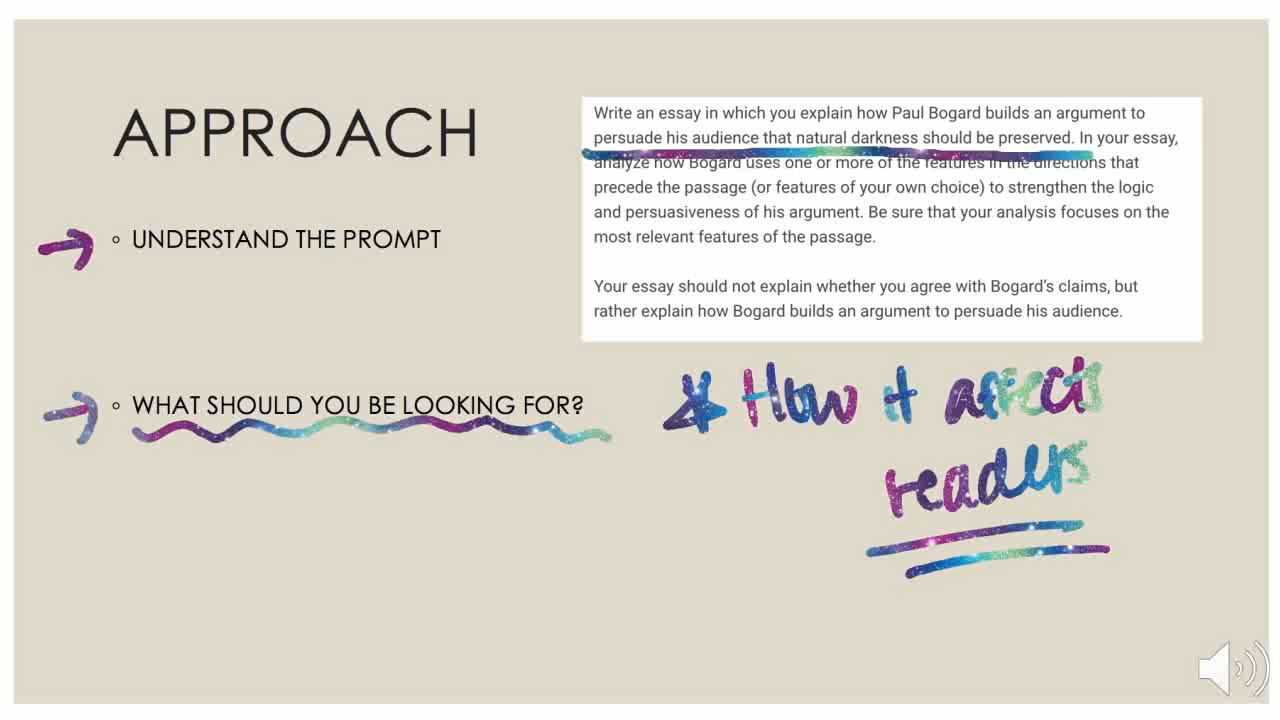 APPROACH
UNDERSTAND THE PROMPT
WHAT SHOULD YOU BE LOOKING FOR?
Write an essay in which you explain how Paul Bogard builds an argument to
persuade his audience that natural darkness should be preserved. In your essay,
analyze how Bogard uses one or more of the features in the directions that
precede the passage (or features of your own choice) to strengthen the logic
and persuasiveness of his argument. Be sure that your analysis focuses on the
most relevant features of the passage.
Your essay should not explain whether you agree with Bogard's claims, but
rather explain how Bogard builds an argument to persuade his audience.
How it affects
readers